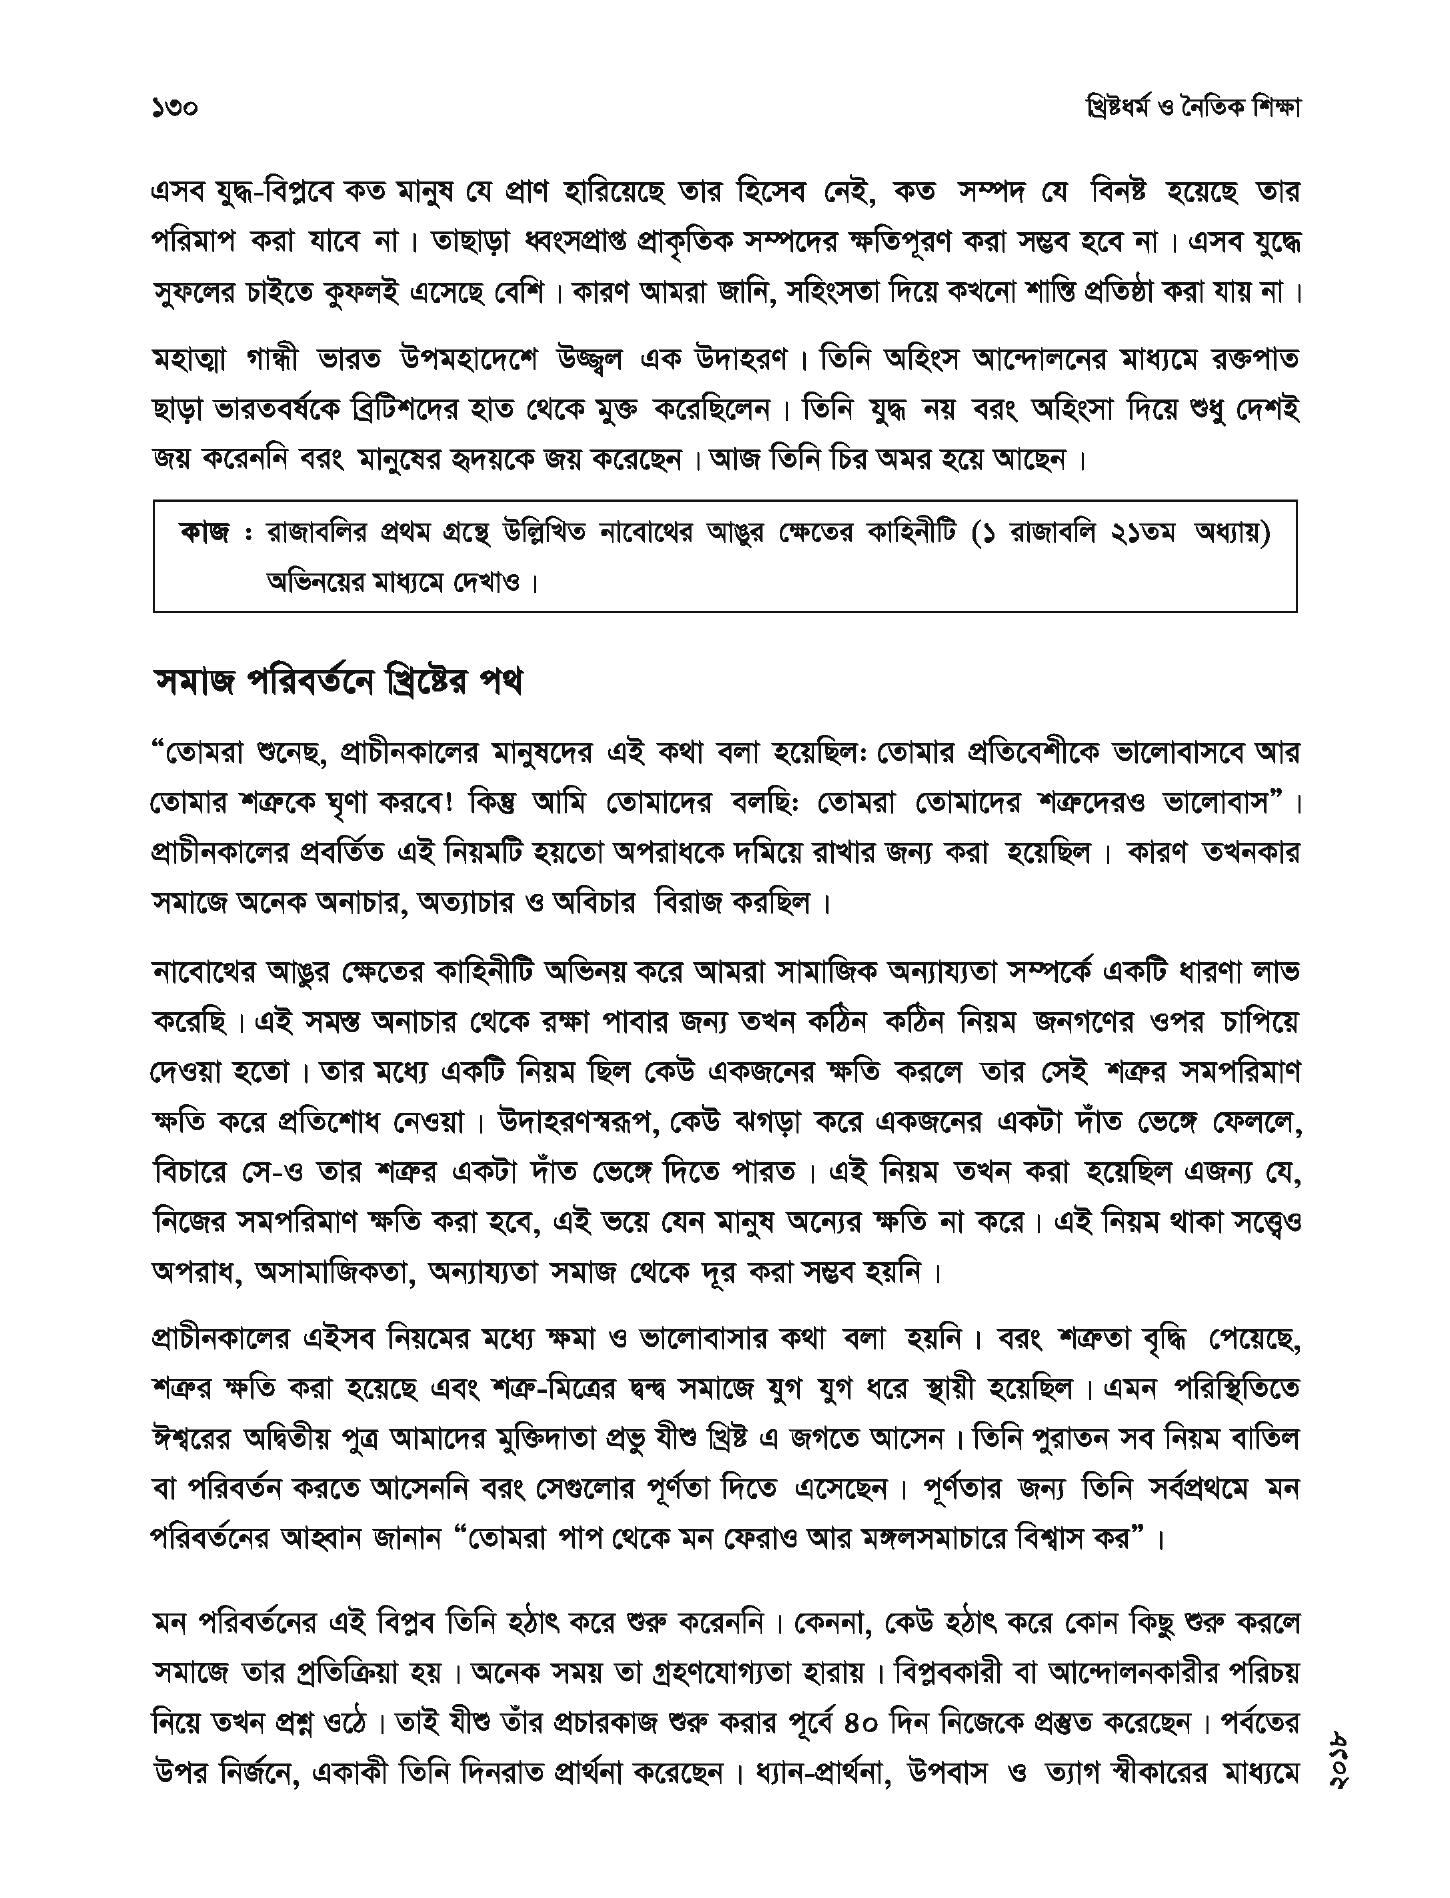 ১৩০
খ্রিষ্টধর্ম ও নৈতিক শিক্ষা
এসব যুদ্ধ-বিপ্লবে কত মানুষ যে প্রাণ হারিয়েছে তার হিসেব নেই, কত সম্পদ যে বিনষ্ট হয়েছে তার
পরিমাপ করা যাবে না। তাছাড়া ধ্বংসপ্রাপ্ত প্রাকৃতিক সম্পদের ক্ষতিপূরণ করা সম্ভব হবে না। এসব যুদ্ধে
সুফলের চাইতে কুফলই এসেছে বেশি। কারণ আমরা জানি, সহিংসতা দিয়ে কখনো শান্তি প্রতিষ্ঠা করা যায় না।
মহাত্মা গান্ধী ভারত উপমহাদেশে উজ্জ্বল এক উদাহরণ। তিনি অহিংস আন্দোলনের মাধ্যমে রক্তপাত
ছাড়া ভারতবর্ষকে ব্রিটিশদের হাত থেকে মুক্ত করেছিলেন। তিনি যুদ্ধ নয় বরং অহিংসা দিয়ে শুধু দেশই
জয় করেননি বরং মানুষের হৃদয়কে জয় করেছেন। আজ তিনি চির অমর হয়ে আছেন।
কাজ : রাজাবলির প্রথম গ্রন্থে উল্লিখিত নাবোথের আঙুর ক্ষেতের কাহিনীটি (১ রাজাবলি ২১তম অধ্যায়)
অভিনয়ের মাধ্যমে দেখাও।
সমাজ পরিবর্তনে খ্রিষ্টের পথ
“তোমরা শুনেছ, প্রাচীনকালের মানুষদের এই কথা বলা হয়েছিল: তোমার প্রতিবেশীকে ভালোবাসবে আর
তোমার শত্রুকে ঘৃণা করবে! কিন্তু আমি তোমাদের বলছি: তোমরা তোমাদের শত্রুদেরও ভালোবাস”।
প্রাচীনকালের প্রবর্তিত এই নিয়মটি হয়তো অপরাধকে দমিয়ে রাখার জন্য করা হয়েছিল। কারণ তখনকার
সমাজে অনেক অনাচার, অত্যাচার ও অবিচার বিরাজ করছিল।
নাবোথের আঙুর ক্ষেতের কাহিনীটি অভিনয় করে আমরা সামাজিক অন্যায্যতা সম্পর্কে একটি ধারণা লাভ
করেছি। এই সমস্ত অনাচার থেকে রক্ষা পাবার জন্য তখন কঠিন কঠিন নিয়ম জনগণের ওপর চাপিয়ে
দেওয়া হতো। তার মধ্যে একটি নিয়ম ছিল কেউ একজনের ক্ষতি করলে তার সেই শত্রুর সমপরিমাণ
ক্ষতি করে প্রতিশোধ নেওয়া। উদাহরণস্বরূপ, কেউ ঝগড়া করে একজনের একটা দাঁত ভেঙ্গে ফেললে,
বিচারে সে-ও তার শত্রুর একটা দাঁত ভেঙ্গে দিতে পারত। এই নিয়ম তখন করা হয়েছিল এজন্য যে,
নিজের সমপরিমাণ ক্ষতি করা হবে, এই ভয়ে যেন মানুষ অন্যের ক্ষতি না করে। এই নিয়ম থাকা সত্ত্বেও
অপরাধ, অসামাজিকতা, অন্যায্যতা সমাজ থেকে দূর করা সম্ভব হয়নি।
প্রাচীনকালের এইসব নিয়মের মধ্যে ক্ষমা ও ভালোবাসার কথা বলা হয়নি। বরং শত্রুতা বৃদ্ধি পেয়েছে,
শত্রুর ক্ষতি করা হয়েছে এবং শত্রু-মিত্রের দ্বন্দ্ব সমাজে যুগ যুগ ধরে স্থায়ী হয়েছিল। এমন পরিস্থিতিতে
ঈশ্বরের অদ্বিতীয় পুত্র আমাদের মুক্তিদাতা প্রভু যীশু খ্রিষ্ট এ জগতে আসেন। তিনি পুরাতন সব নিয়ম বাতিল
বা পরিবর্তন করতে আসেননি বরং সেগুলোর পূর্ণতা দিতে এসেছেন। পূর্ণতার জন্য তিনি সর্বপ্রথমে মন
পরিবর্তনের আহ্বান জানান “তোমরা পাপ থেকে মন ফেরাও আর মঙ্গলসমাচারে বিশ্বাস কর”।
মন পরিবর্তনের এই বিপ্লব তিনি হঠাৎ করে শুরু করেননি। কেননা, কেউ হঠাৎ করে কোন কিছু শুরু করলে
সমাজে তার প্রতিক্রিয়া হয়। অনেক সময় তা গ্রহণযোগ্যতা হারায়। বিপ্লবকারী বা আন্দোলনকারীর পরিচয়
নিয়ে তখন প্রশ্ন ওঠে। তাই যীশু তাঁর প্রচারকাজ শুরু করার পূর্বে ৪০ দিন নিজেকে প্রস্তুত করেছেন। পর্বতের
উপর নির্জনে, একাকী তিনি দিনরাত প্রার্থনা করেছেন। ধ্যান-প্রার্থনা, উপবাস ও ত্যাগ স্বীকারের মাধ্যমে
২০১৮